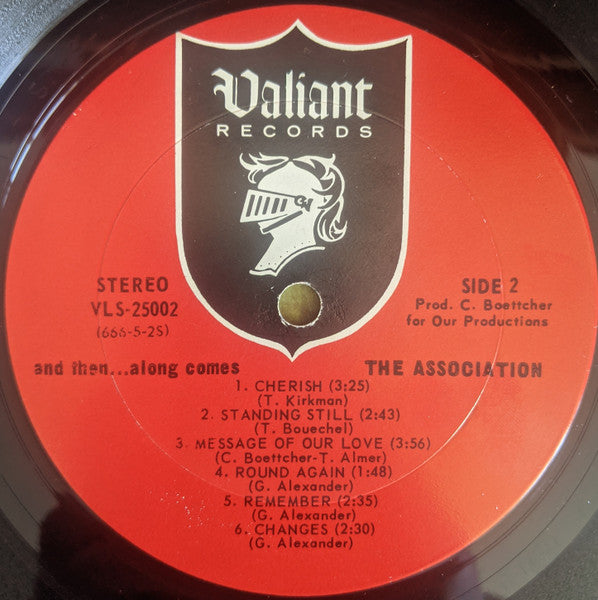 Valiant
RECORDS
STEREO
VLS-25002
(666-5-2S)
SIDE 2
Prod. C. Boettcher
for Our Productions
and then...along comes THE ASSOCIATION
1. CHERISH (3:25)
(T. Kirkman)
2. STANDING STILL (2:43)
(T. Bouechel)
3. MESSAGE OF OUR LOVE (3:56)
(C. Boettcher-T. Almer)
4. ROUND AGAIN (1:48)
(G. Alexander)
5. REMEMBER (2:35)
(G. Alexander)
6. CHANGES (2:30)
(G. Alexander)